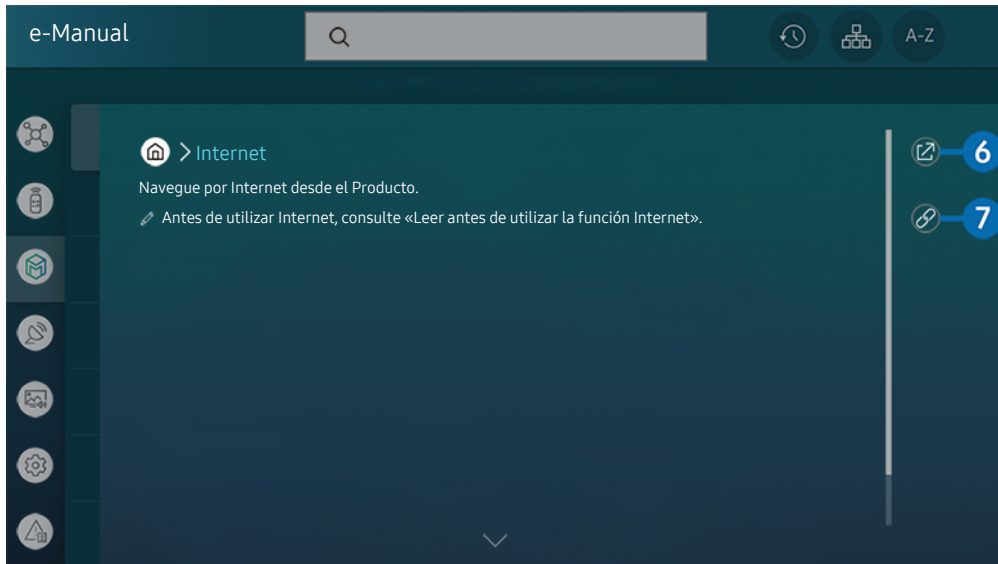 e-Manual
A-Z
Internet
6
Navegue por Internet desde el Producto.
Antes de utilizar Internet, consulte «Leer antes de utilizar la función Internet».
7